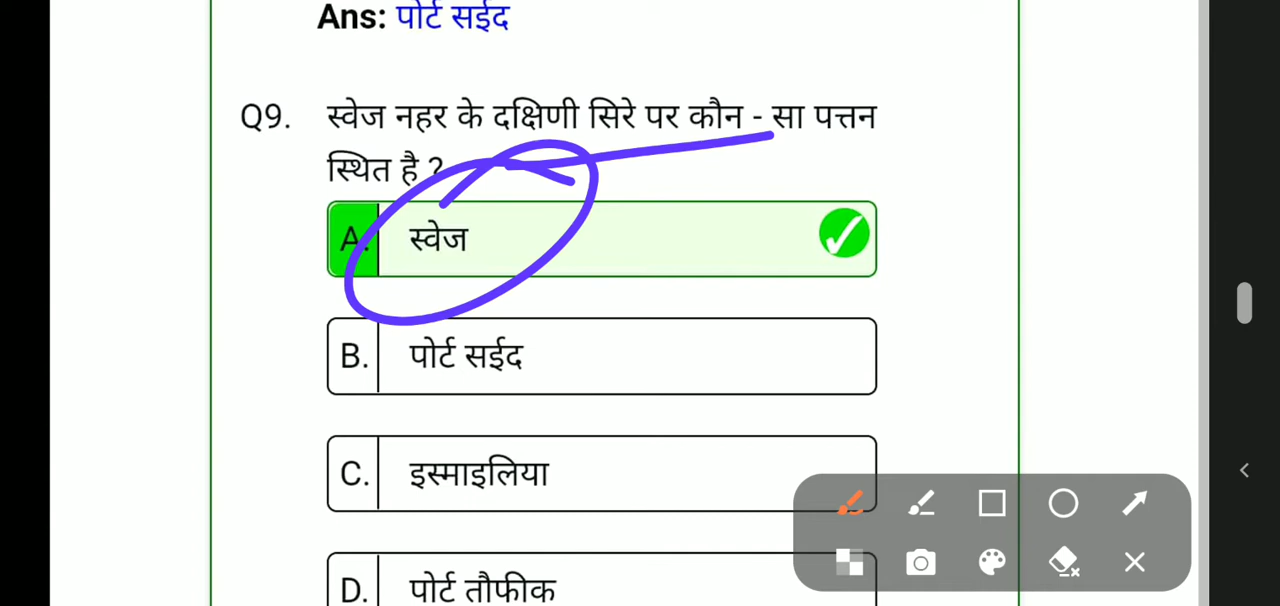 Ans: पोर्ट सईद
Q9. स्वेज नहर के दक्षिणी सिरे पर कौन - सा पत्तन
स्थित है ?
A. स्वेज
B. पोर्ट सईद
C. इस्माइलिया
D. पोर्ट तौफीक